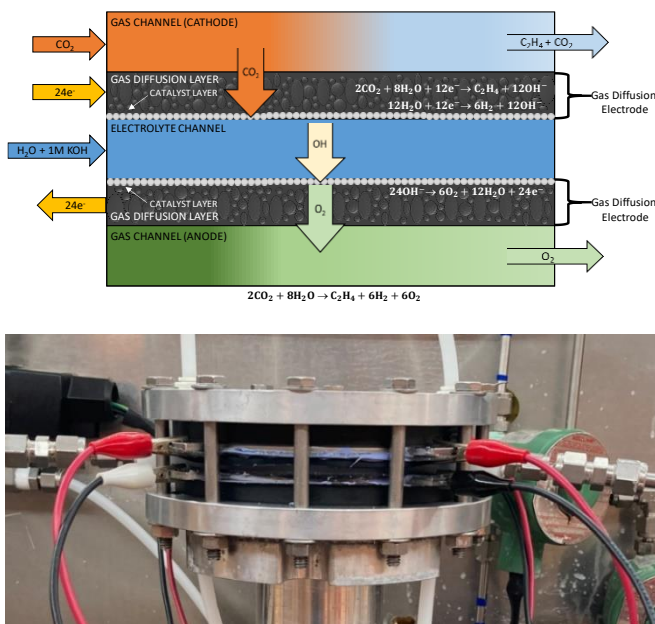 GAS CHANNEL (CATHODE)
CO₂
C₂H₄ + CO₂
CO₂
GAS DIFFUSION LAYER
2CO₂ + 8H₂O + 12e⁻ → C₂H₄ + 12OH⁻
24e⁻
CATALYST LAYER
12H₂O + 12e⁻ → 6H₂ + 12OH⁻
Gas Diffusion
Electrode
ELECTROLYTE CHANNEL
OH
H₂O + 1M KOH
24OH⁻ → 6O₂ + 12H₂O + 24e⁻
24e⁻
CATALYST LAYER
GAS DIFFUSION LAYER
O₂
Gas Diffusion
Electrode
GAS CHANNEL (ANODE)
O₂
2CO₂ + 8H₂O → C₂H₄ + 6H₂ + 6O₂